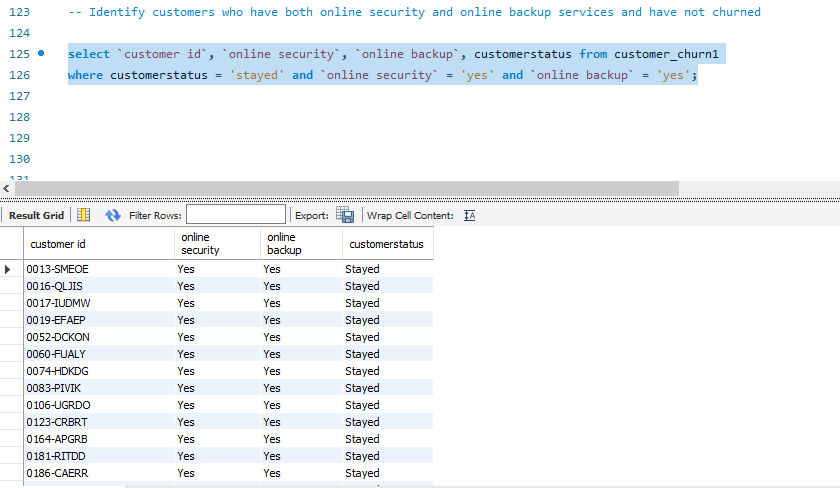 123 -- Identify customers who have both online security and online backup services and have not churned
124
125 select `customer id`, `online security`, `online backup`, customerstatus from customer_churn1
126 where customerstatus = 'stayed' and `online security` = 'yes' and `online backup` = 'yes';
127
128
129
130
131
Result Grid Filter Rows: Export: Wrap Cell Content:
customer id online security online backup customerstatus
0013-SMEOE Yes Yes Stayed
0016-QLJIS Yes Yes Stayed
0017-IUDMW Yes Yes Stayed
0019-EFAEP Yes Yes Stayed
0052-DCKON Yes Yes Stayed
0060-FUALY Yes Yes Stayed
0074-HDKDG Yes Yes Stayed
0083-PIVIK Yes Yes Stayed
0106-UGRDO Yes Yes Stayed
0123-CRBRT Yes Yes Stayed
0164-APGRB Yes Yes Stayed
0181-RITDD Yes Yes Stayed
0186-CAERR Yes Yes Stayed